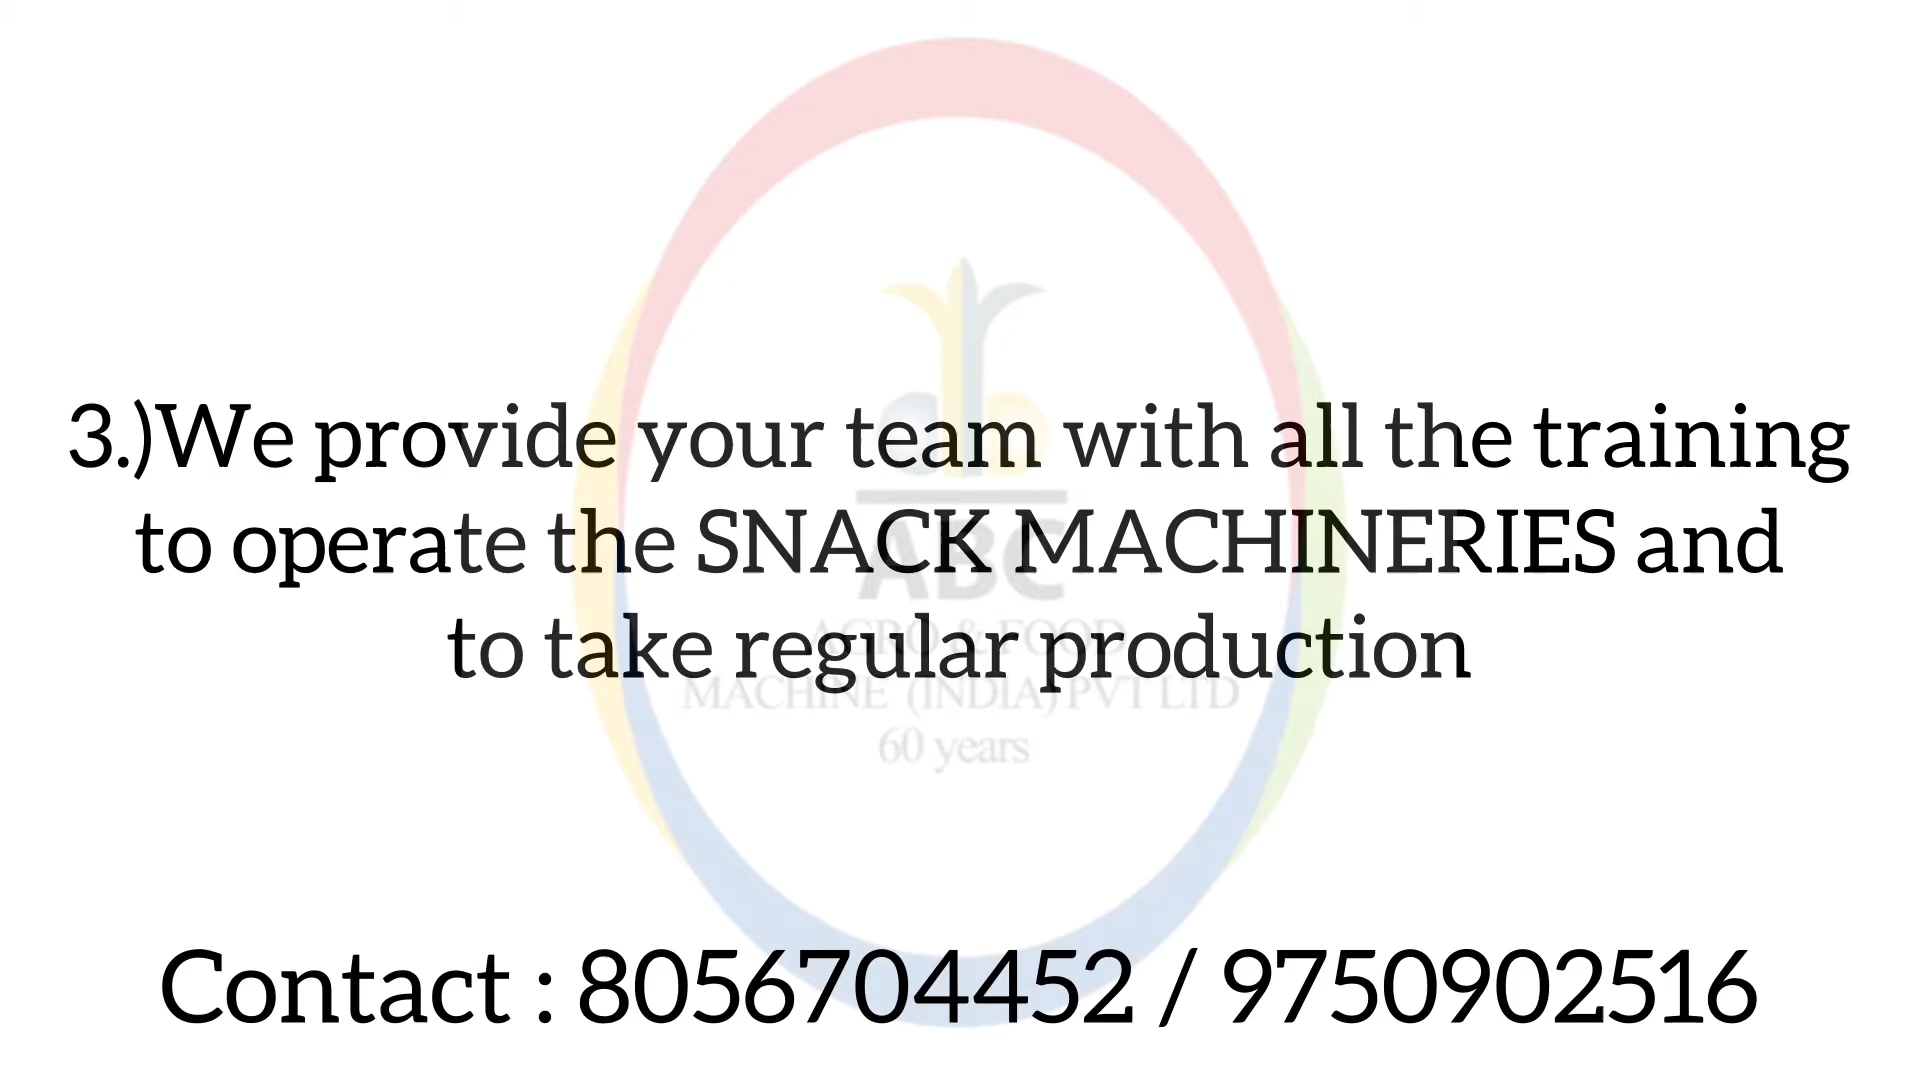 3.)We provide your team with all the training
to operate the SNACK MACHINERIES and
to take regular production
ABC
AGRO & FOOD
MACHINE (INDIA) PVT LTD
60 years
Contact : 8056704452 / 9750902516